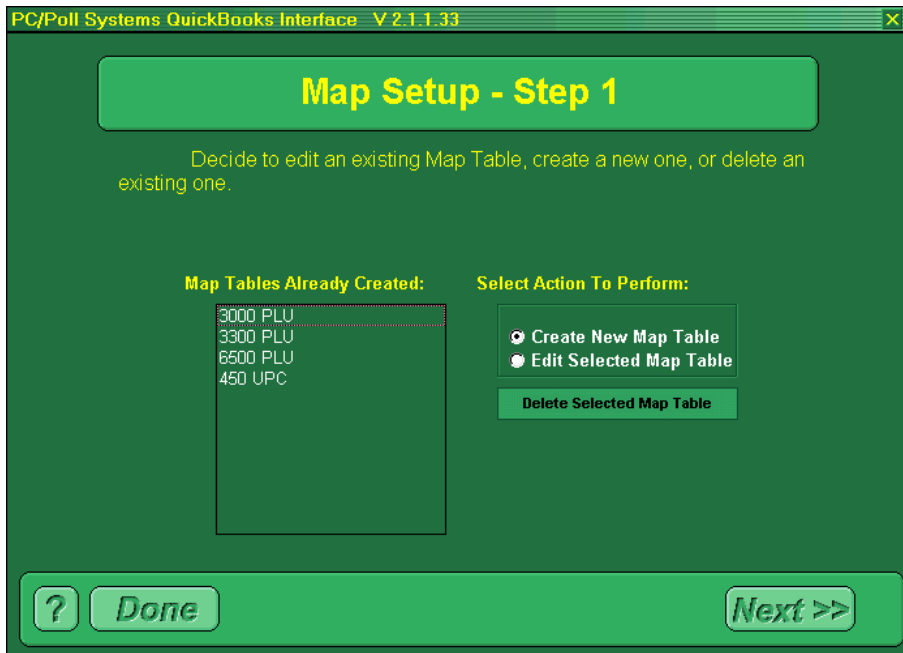 PC/Poll Systems QuickBooks Interface V 2.1.1.33
Map Setup - Step 1
Decide to edit an existing Map Table, create a new one, or delete an
existing one.
Map Tables Already Created:
3000 PLU
3300 PLU
6500 PLU
450 UPC
Select Action To Perform:
Create New Map Table
Edit Selected Map Table
Delete Selected Map Table
?
Done
Next >>